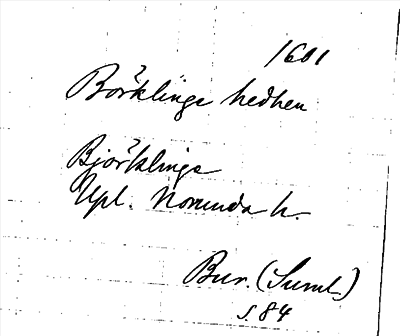 1601
Börklinge hedhen
Björklinge
Upl. Norunda h.
Bur. (Suml.)
s. 84